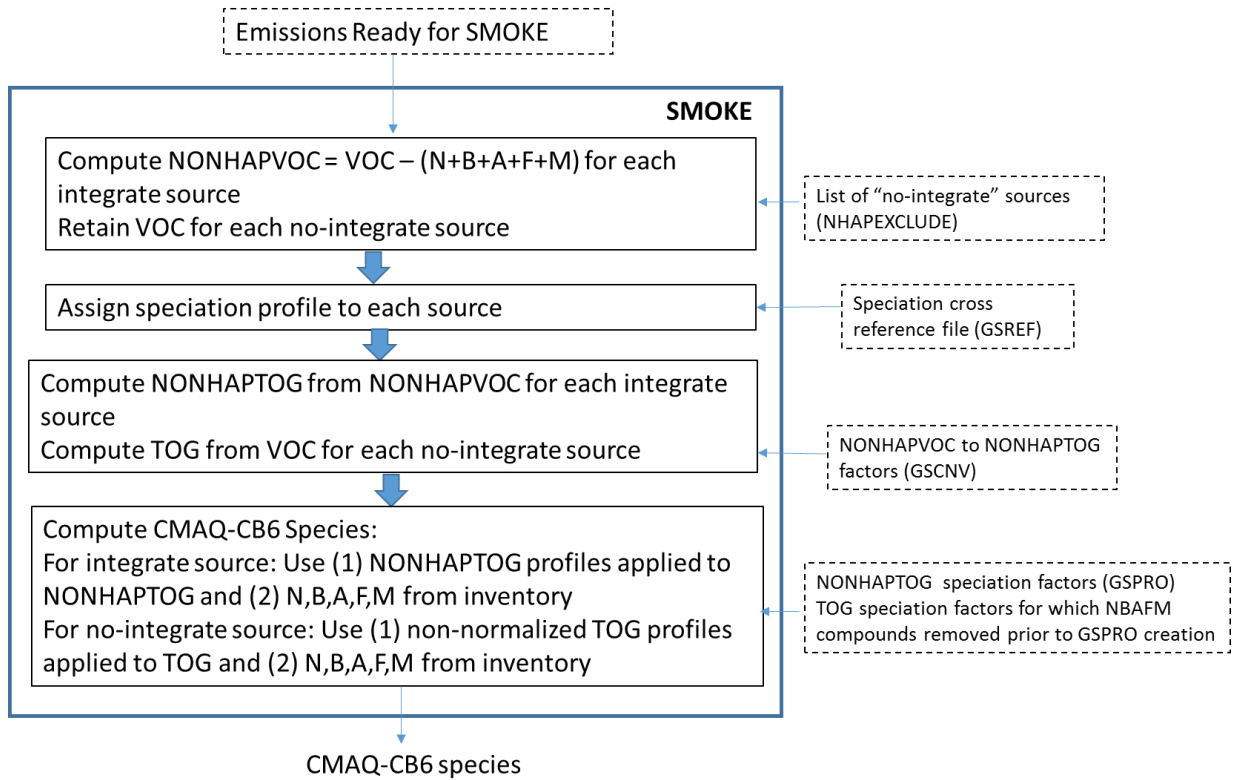 Emissions Ready for SMOKE
SMOKE
Compute NONHAPVOC = VOC – (N+B+A+F+M) for each
integrate source
Retain VOC for each no-integrate source
List of “no-integrate” sources
(NHAPEXCLUDE)
Assign speciation profile to each source
Speciation cross
reference file (GSREF)
Compute NONHAPTOG from NONHAPVOC for each integrate
source
Compute TOG from VOC for each no-integrate source
NONHAPVOC to NONHAPTOG
factors (GSCNV)
Compute CMAQ-CB6 Species:
For integrate source: Use (1) NONHAPTOG profiles applied to
NONHAPTOG and (2) N,B,A,F,M from inventory
For no-integrate source: Use (1) non-normalized TOG profiles
applied to TOG and (2) N,B,A,F,M from inventory
NONHAPTOG speciation factors (GSPRO)
TOG speciation factors for which NBAFM
compounds removed prior to GSPRO creation
CMAQ-CB6 species